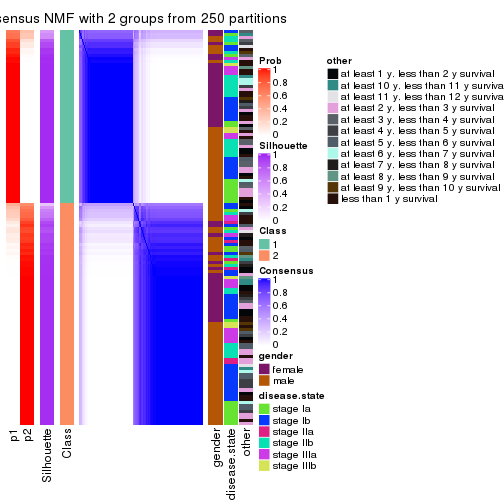 sensus NMF with 2 groups from 250 partitions
Prob
1
0.8
0.6
0.4
0.2
0
Silhouette
1
0.8
0.6
0.4
0.2
0
Class
1
2
Consensus
1
0.8
0.6
0.4
0.2
0
gender
female
male
disease.state
stage Ia
stage Ib
stage IIa
stage IIb
stage IIIa
stage IIIb
other
at least 1 y. less than 2 y survival
at least 10 y. less than 11 y survival
at least 11 y. less than 12 y survival
at least 2 y. less than 3 y survival
at least 3 y. less than 4 y survival
at least 4 y. less than 5 y survival
at least 5 y. less than 6 y survival
at least 6 y. less than 7 y survival
at least 7 y. less than 8 y survival
at least 8 y. less than 9 y survival
at least 9 y. less than 10 y survival
less than 1 y survival
p1
p2
Silhouette
Class
gender
disease.state
other